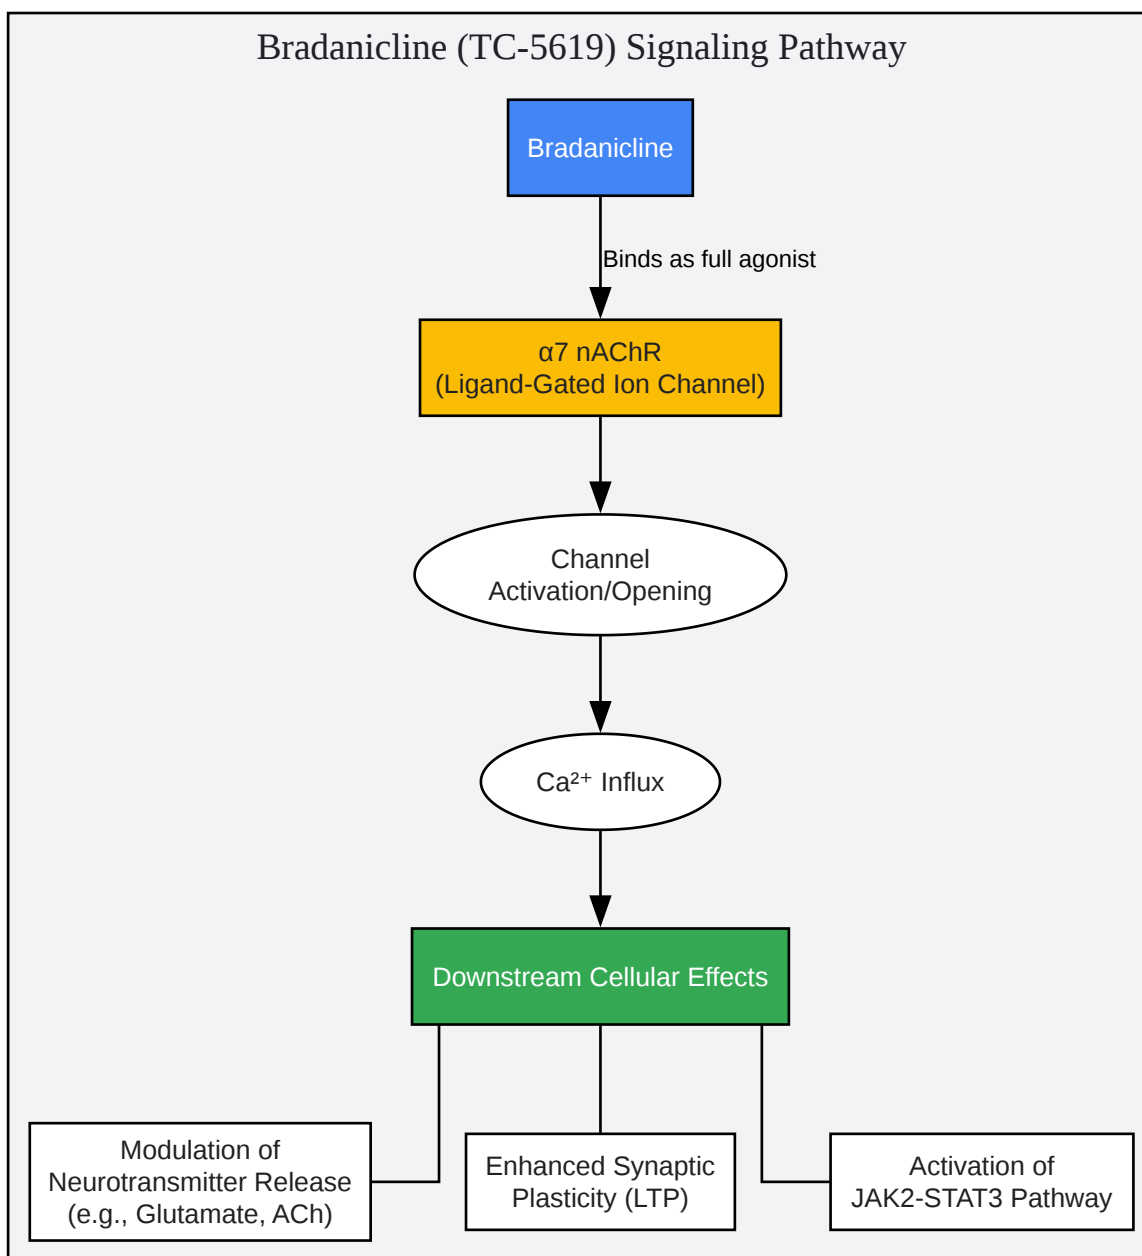 Bradanicline (TC-5619) Signaling Pathway
Bradanicline
Binds as full agonist
α7 nAChR
(Ligand-Gated Ion Channel)
Channel
Activation/Opening
Ca²⁺ Influx
Downstream Cellular Effects
Modulation of
Neurotransmitter Release
(e.g., Glutamate, ACh)
Enhanced Synaptic
Plasticity (LTP)
Activation of
JAK2-STAT3 Pathway